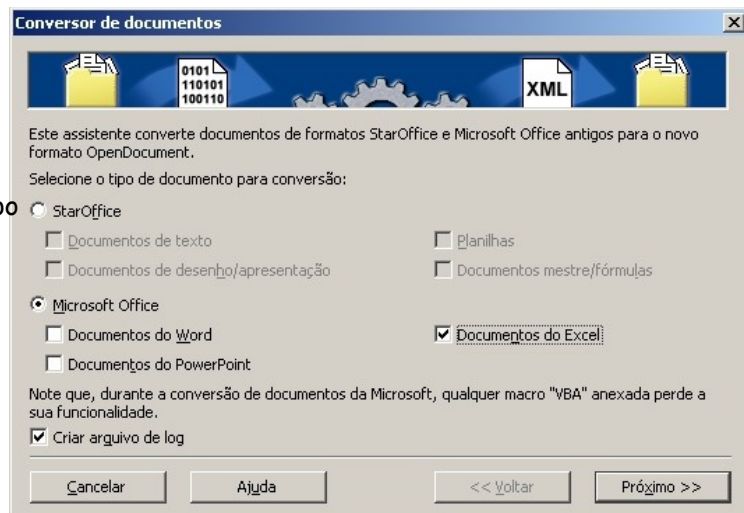 Conversor de documentos
0101
110101
100110
XML
Este assistente converte documentos de formatos StarOffice e Microsoft Office antigos para o novo
formato OpenDocument.
Selecione o tipo de documento para conversão:
StarOffice
Documentos de texto
Planilhas
Documentos de desenho/apresentação
Documentos mestre/fórmulas
Microsoft Office
Documentos do Word
Documentos do Excel
Documentos do PowerPoint
Note que, durante a conversão de documentos da Microsoft, qualquer macro "VBA" anexada perde a
sua funcionalidade.
Criar arquivo de log
Cancelar
Ajuda
<< Voltar
Próximo >>